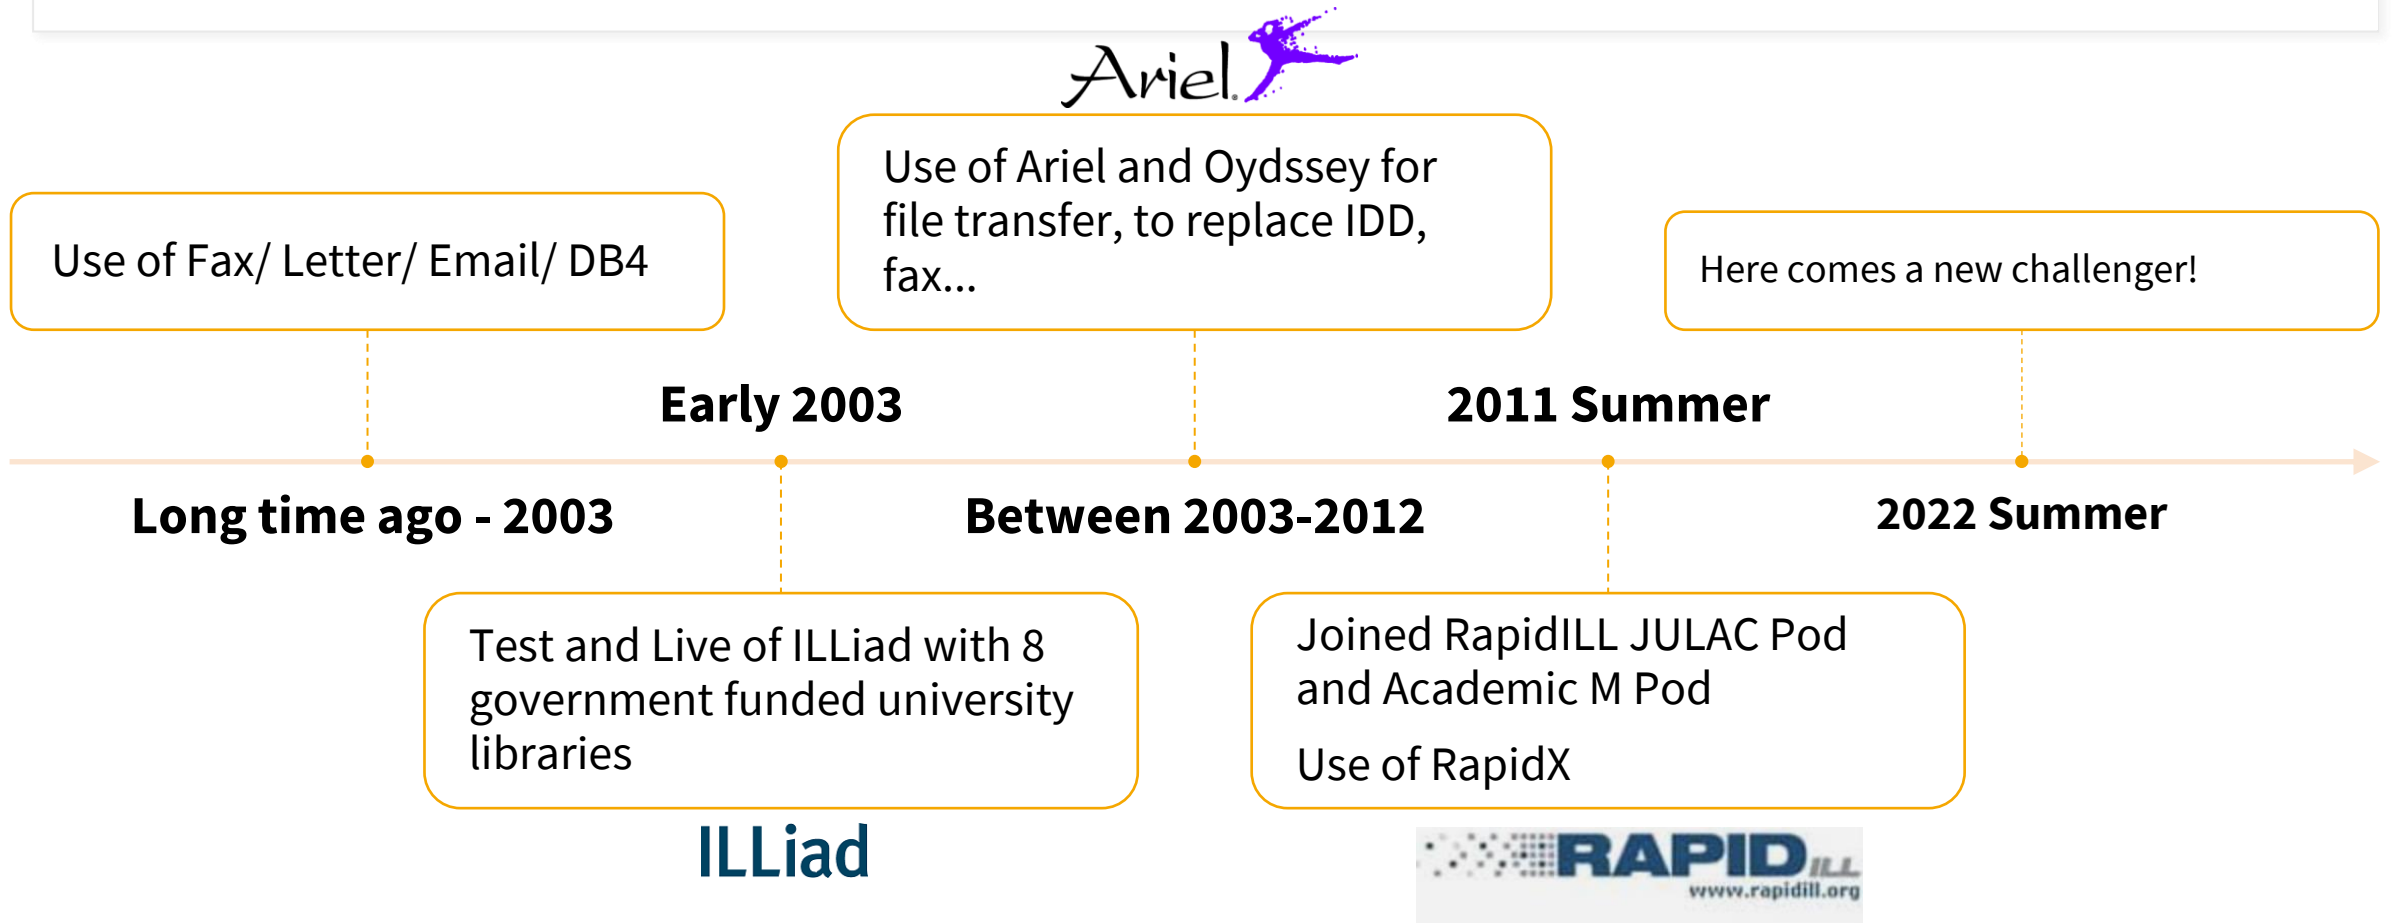 Ariel®
Use of Fax/ Letter/ Email/ DB4
Long time ago - 2003
Early 2003
Test and Live of ILLiad with 8
government funded university
libraries
ILLiad
Use of Ariel and Oydssey for
file transfer, to replace IDD,
fax...
Between 2003-2012
2011 Summer
Joined RapidILL JULAC Pod
and Academic M Pod
Use of RapidX
RAPID ILL
www.rapidill.org
Here comes a new challenger!
2022 Summer